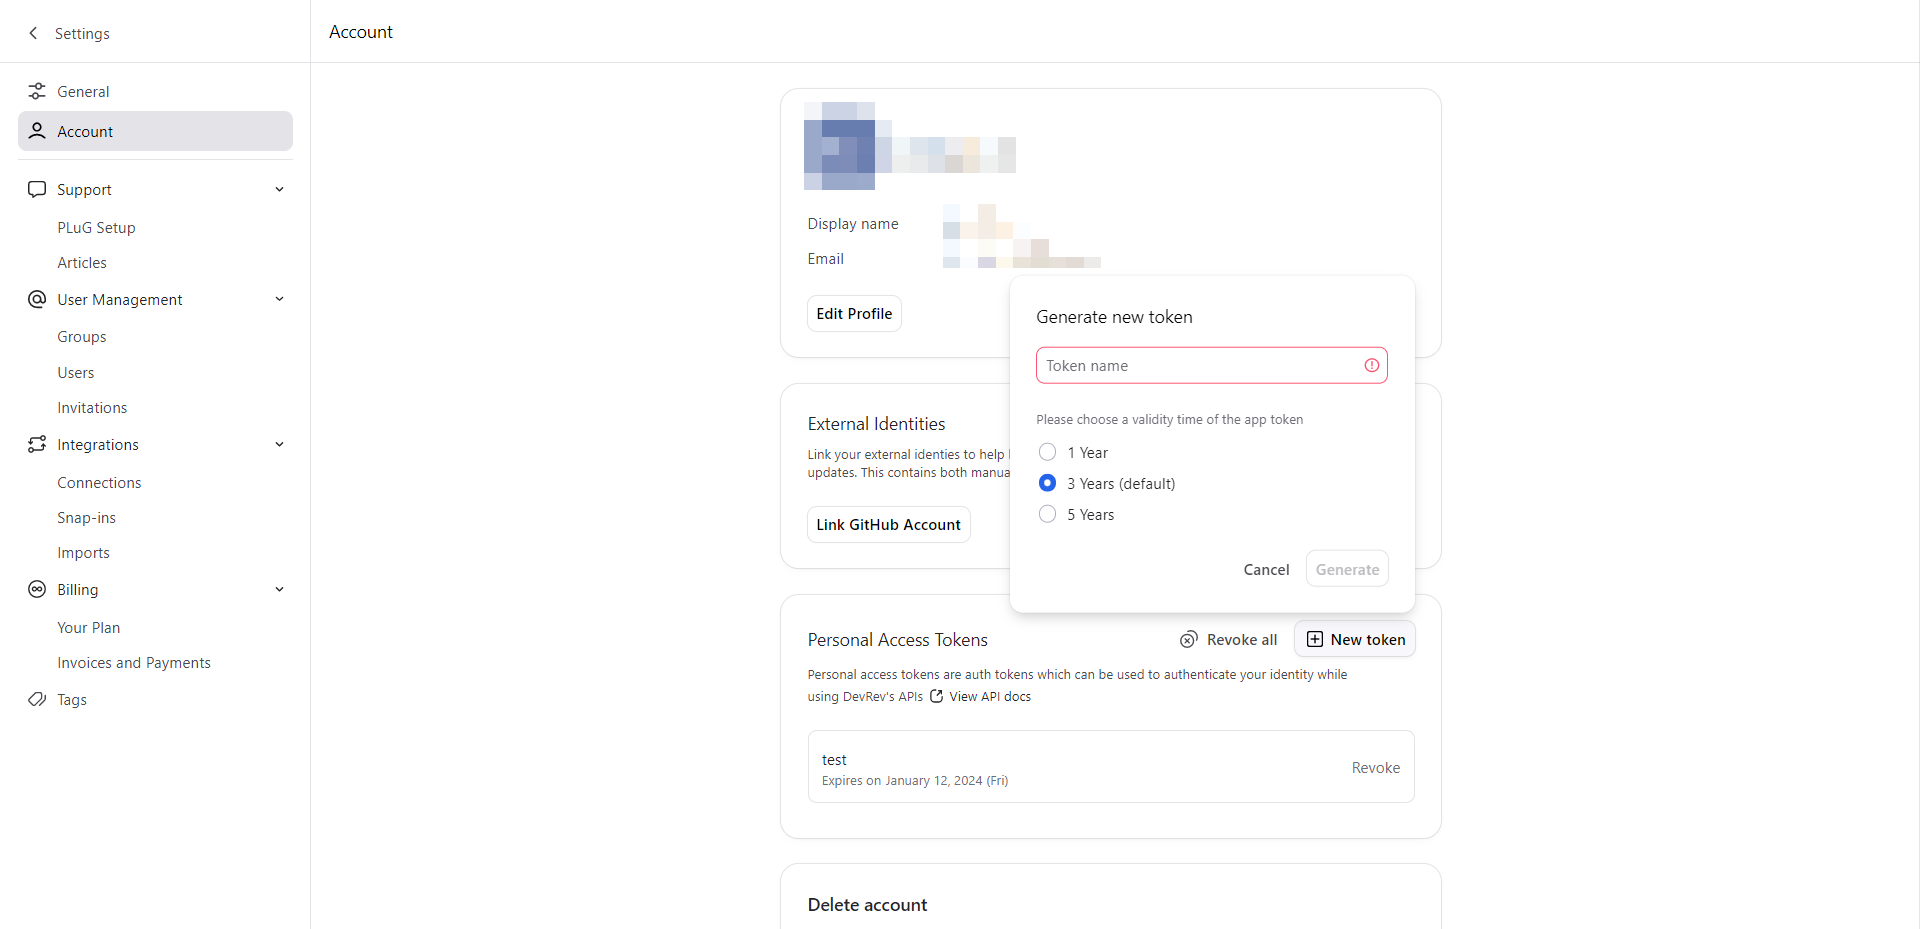 Settings
General
Account
Support
PLuG Setup
Articles
User Management
Groups
Users
Invitations
Integrations
Connections
Snap-ins
Imports
Billing
Your Plan
Invoices and Payments
Tags
Account
Display name
Email
Edit Profile
External Identities
Link your external identies to help
updates. This contains both manua
Link GitHub Account
Generate new token
Token name
Please choose a validity time of the app token
1 Year
3 Years (default)
5 Years
Cancel Generate
Personal Access Tokens Revoke all New token
Personal access tokens are auth tokens which can be used to authenticate your identity while
using DevRev's APIs View API docs
test
Expires on January 12, 2024 (Fri)
Revoke
Delete account